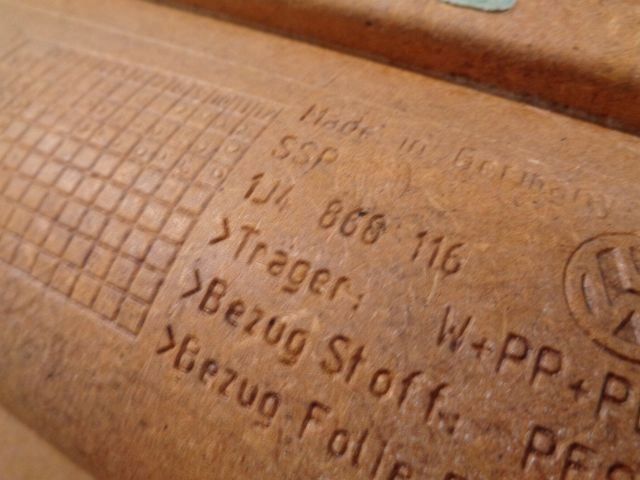 Made in Germany
SSP
1J4 868 116
>Träger: W+PP+P
>Bezug Stoff:
>Bezug Folie